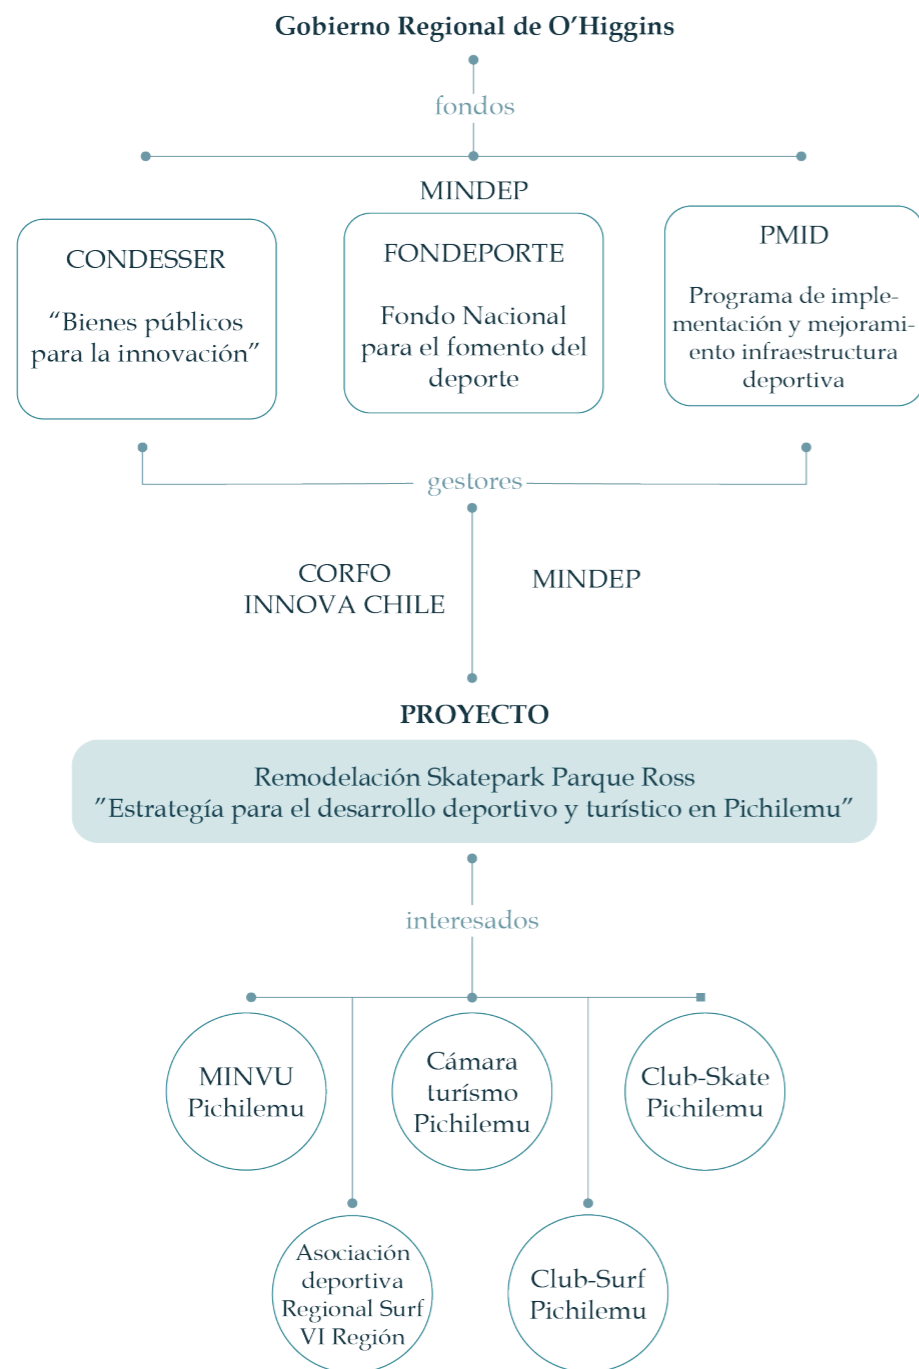 Gobierno Regional de O’Higgins
fondos
MINDEP
CONDESSER
“Bienes públicos
para la innovación”
FONDEPORTE
Fondo Nacional
para el fomento del
deporte
PMID
Programa de imple-
mentación y mejorami-
ento infraestructura
deportiva
gestores
CORFO
INNOVA CHILE
MINDEP
PROYECTO
Remodelación Skatepark Parque Ross
”Estrategía para el desarrollo deportivo y turístico en Pichilemu”
interesados
MINVU
Pichilemu
Cámara
turísmo
Pichilemu
Club-Skate
Pichilemu
Asociación
deportiva
Regional Surf
VI Región
Club-Surf
Pichilemu